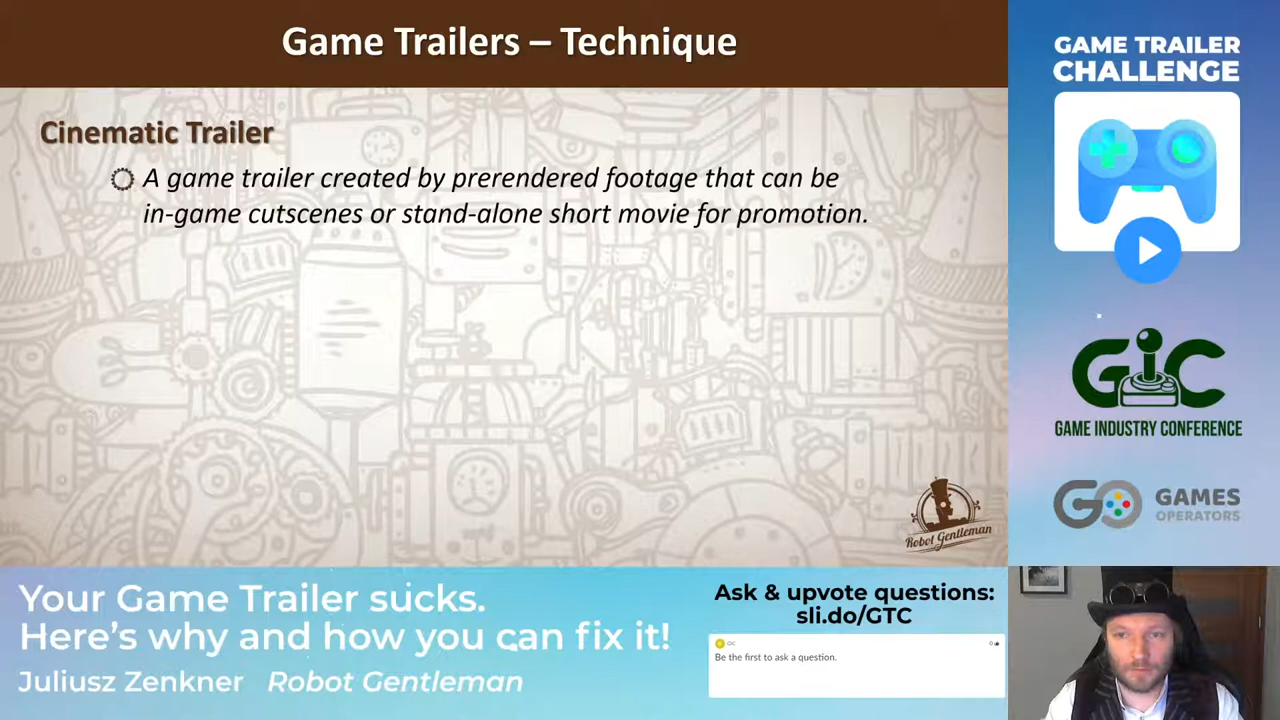 Game Trailers – Technique
Cinematic Trailer
A game trailer created by prerendered footage that can be
in-game cutscenes or stand-alone short movie for promotion.
Robot Gentleman
GAME TRAILER
CHALLENGE
GIC
GAME INDUSTRY CONFERENCE
GO GAMES
OPERATORS
Your Game Trailer sucks.
Here's why and how you can fix it!
Juliusz Zenkner Robot Gentleman
Ask & upvote questions:
sli.do/GTC
GIC 0
Be the first to ask a question.